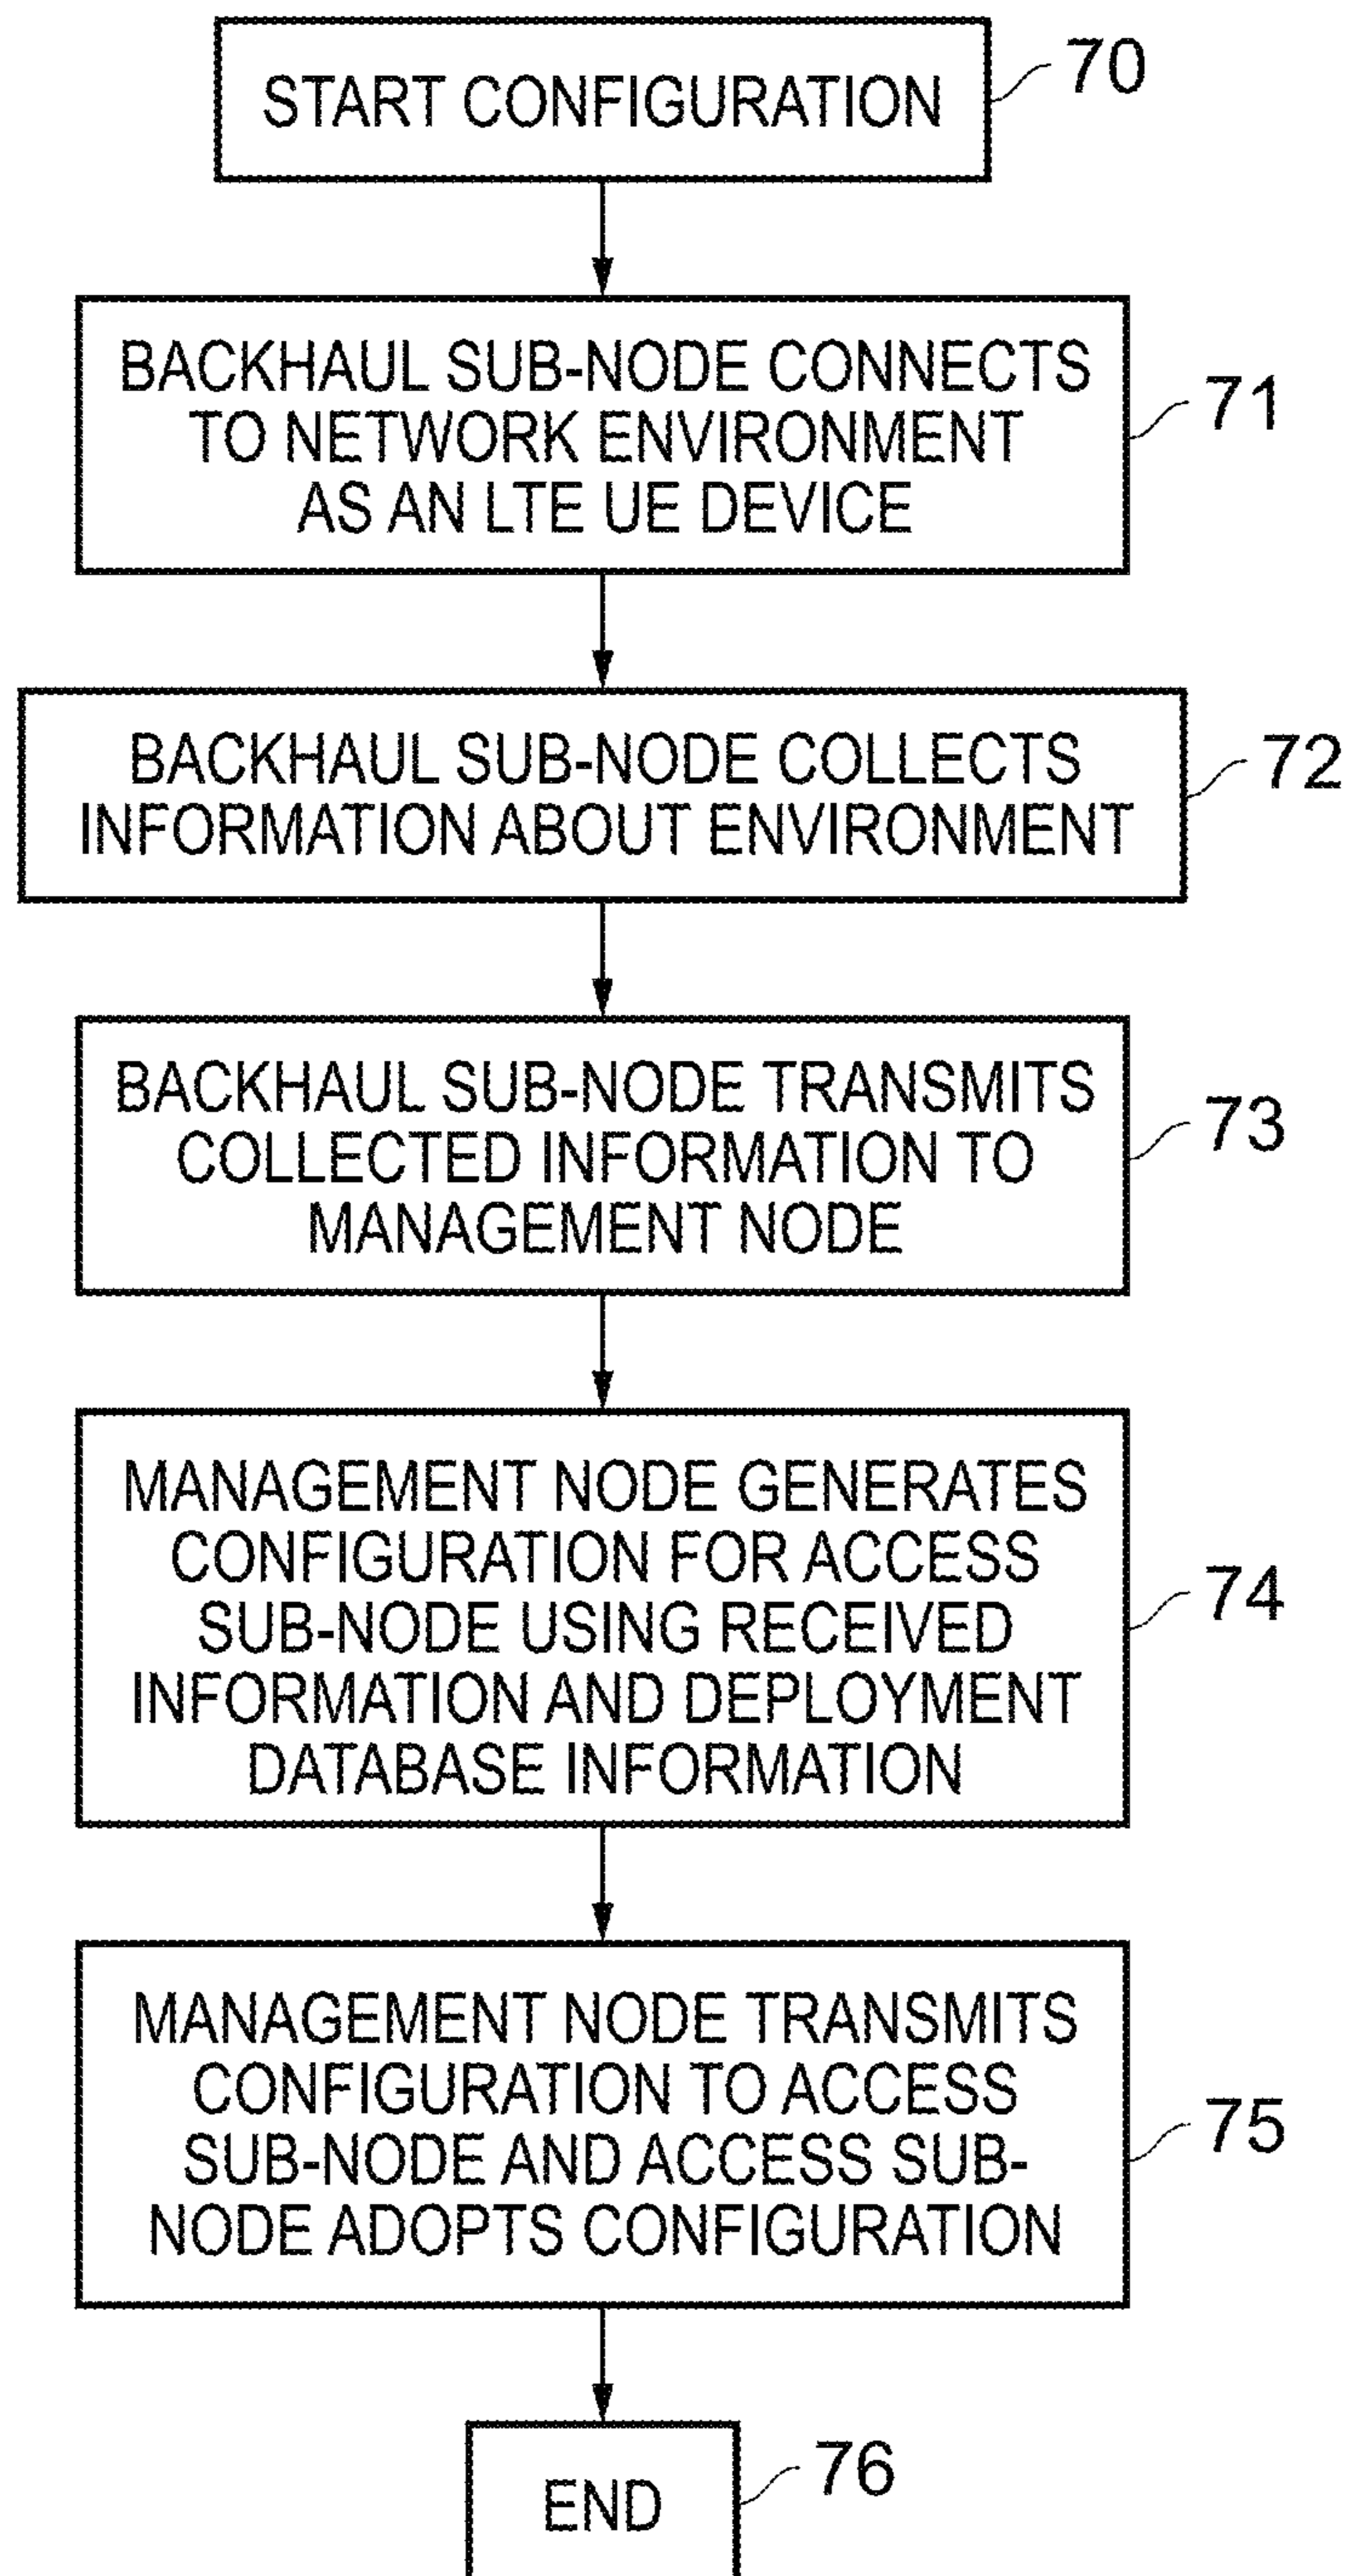 START CONFIGURATION
70
BACKHAUL SUB-NODE CONNECTS
TO NETWORK ENVIRONMENT
AS AN LTE UE DEVICE
71
BACKHAUL SUB-NODE COLLECTS
INFORMATION ABOUT ENVIRONMENT
72
BACKHAUL SUB-NODE TRANSMITS
COLLECTED INFORMATION TO
MANAGEMENT NODE
73
MANAGEMENT NODE GENERATES
CONFIGURATION FOR ACCESS
SUB-NODE USING RECEIVED
INFORMATION AND DEPLOYMENT
DATABASE INFORMATION
74
MANAGEMENT NODE TRANSMITS
CONFIGURATION TO ACCESS
SUB-NODE AND ACCESS SUB-
NODE ADOPTS CONFIGURATION
75
END
76